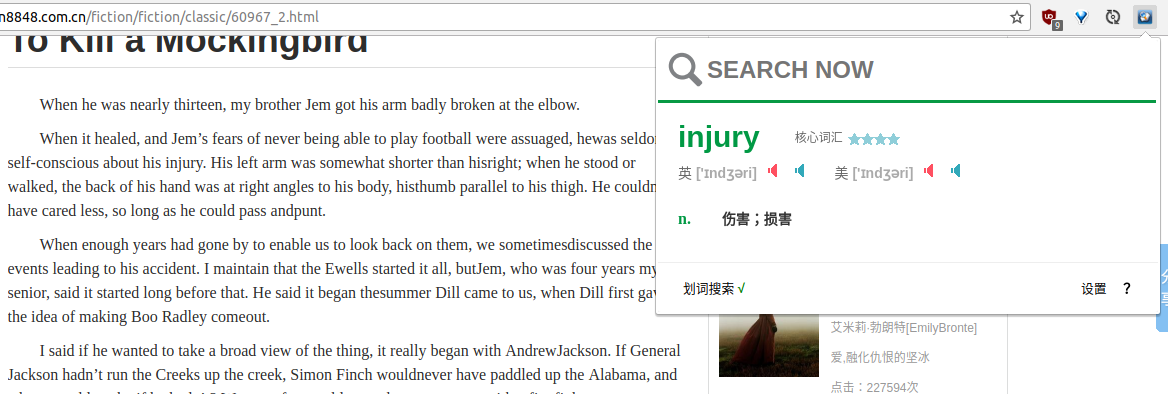 n8848.com.cn/fiction/fiction/classic/60967_2.html
9
To Kill a Mockingbird
When he was nearly thirteen, my brother Jem got his arm badly broken at the elbow.
When it healed, and Jem’s fears of never being able to play football were assuaged, hewas seldo
self-conscious about his injury. His left arm was somewhat shorter than hisright; when he stood or
walked, the back of his hand was at right angles to his body, histhumb parallel to his thigh. He couldn
have cared less, so long as he could pass andpunt.
When enough years had gone by to enable us to look back on them, we sometimesdiscussed the
events leading to his accident. I maintain that the Ewells started it all, butJem, who was four years my
senior, said it started long before that. He said it began thesummer Dill came to us, when Dill first gav
the idea of making Boo Radley comeout.
I said if he wanted to take a broad view of the thing, it really began with AndrewJackson. If General
Jackson hadn’t run the Creeks up the creek, Simon Finch wouldnever have paddled up the Alabama, and
SEARCH NOW
injury 核心词汇
英 ['ɪndʒəri] 美 ['ɪndʒəri]
n. 伤害；损害
划词搜索 √ 设置 ?
艾米莉·勃朗特[EmilyBronte]
爱,融化仇恨的坚冰
点击：227594次